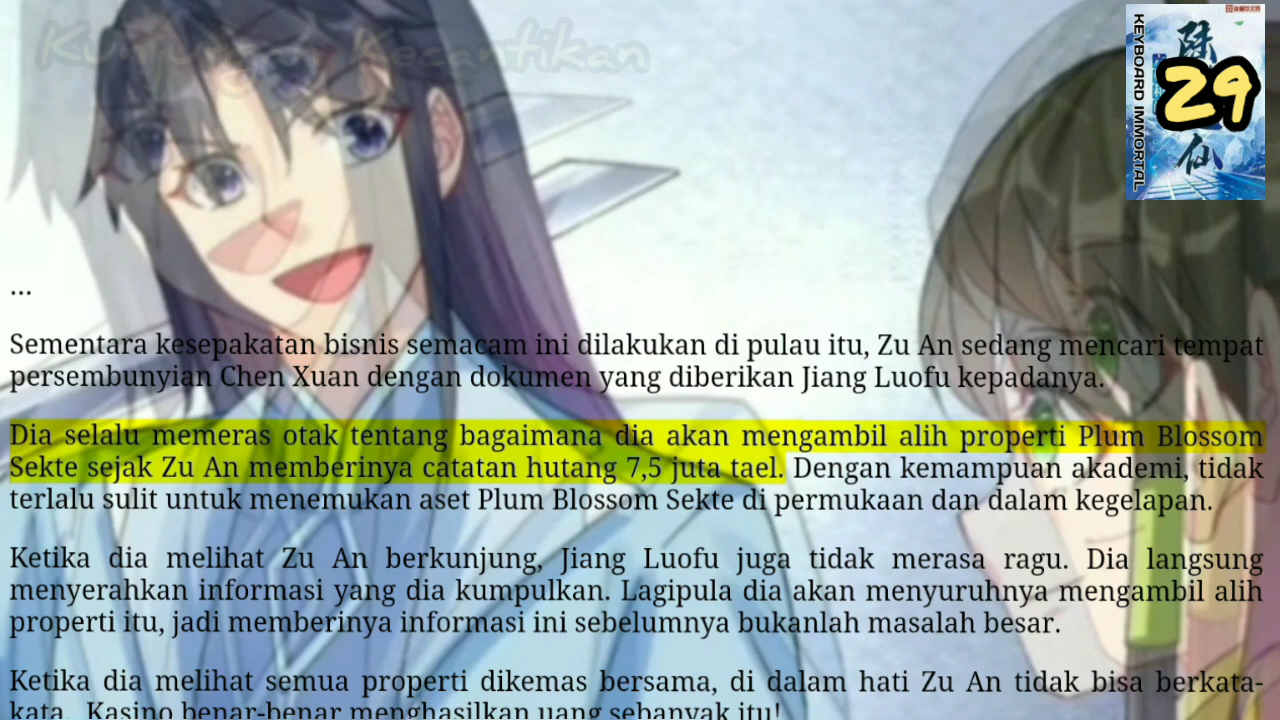 Kunjungan Kecantikan
KEYBOARD IMMORTAL
29
仙
...
Sementara kesepakatan bisnis semacam ini dilakukan di pulau itu, Zu An sedang mencari tempat
persembunyian Chen Xuan dengan dokumen yang diberikan Jiang Luofu kepadanya.
Dia selalu memeras otak tentang bagaimana dia akan mengambil alih properti Plum Blossom
Sekte sejak Zu An memberinya catatan hutang 7,5 juta tael. Dengan kemampuan akademi, tidak
terlalu sulit untuk menemukan aset Plum Blossom Sekte di permukaan dan dalam kegelapan.
Ketika dia melihat Zu An berkunjung, Jiang Luofu juga tidak merasa ragu. Dia langsung
menyerahkan informasi yang dia kumpulkan. Lagipula dia akan menyuruhnya mengambil alih
properti itu, jadi memberinya informasi ini sebelumnya bukanlah masalah besar.
Ketika dia melihat semua properti dikemas bersama, di dalam hati Zu An tidak bisa berkata-
kata. Kasino benar-benar menghasilkan uang sebanyak itu!